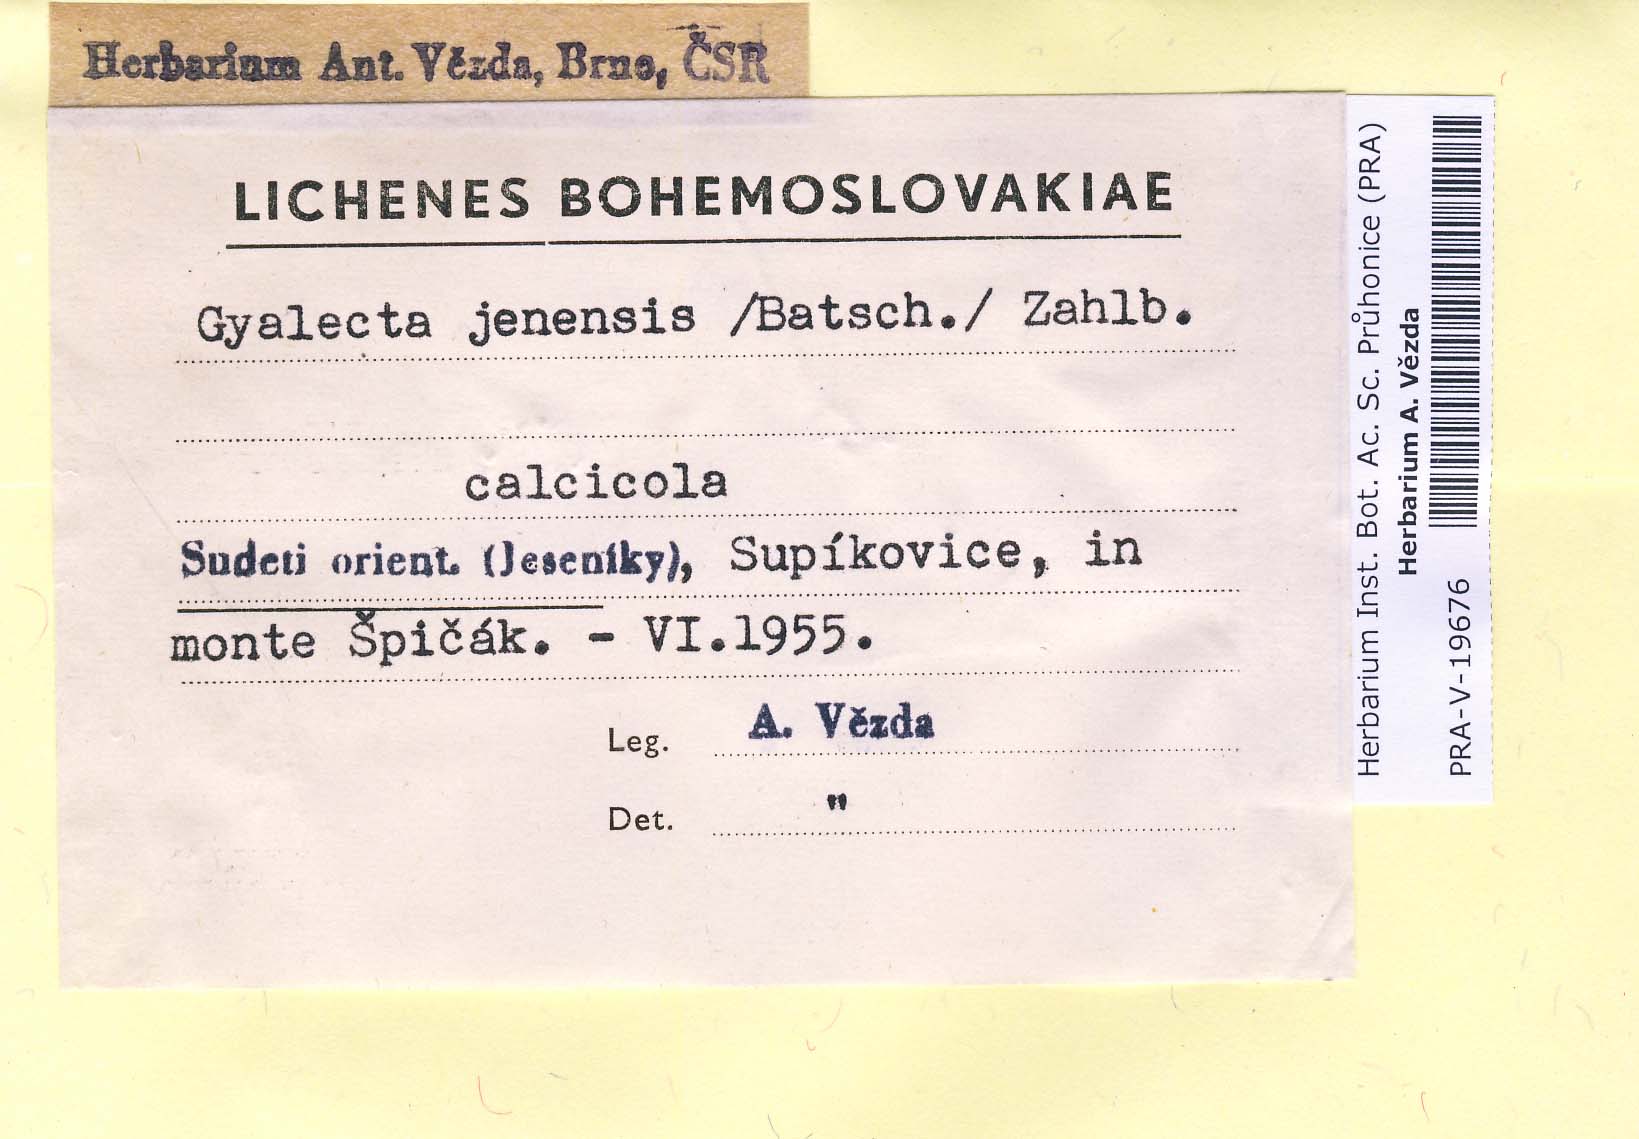 Herbarium Ant. Vězda, Brno, ČSR
LICHENES BOHEMOSLOVAKIAE
Gyalecta jenensis /Batsch./ Zahlb.
calcicola
Sudeti orient. (Jeseníky), Supíkovice, in
monte Špičák. - VI.1955.
Leg. A. Vězda
Det. "
Herbarium Inst. Bot. Ac. Sc. Průhonice (PRA)
Herbarium A. Vězda
PRA-V-19676